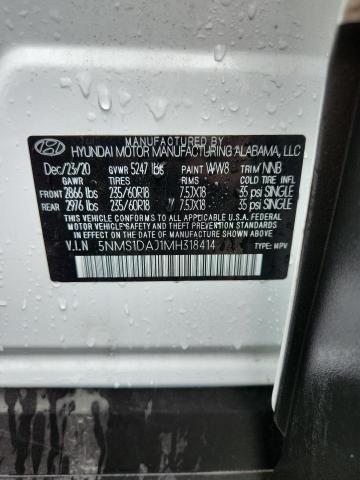 MANUFACTURED BY
HYUNDAI MOTOR MANUFACTURING ALABAMA, LLC
Dec/23/20 GVWR 5247 lbs PAINT WW8 TRIM NNB
GAWR TIRES RIMS
FRONT 2866 lbs 235/60R18 7.5JX18 35 psi SINGLE
REAR 2976 lbs 235/60R18 7.5JX18 35 psi SINGLE
THIS VEHICLE CONFORMS TO ALL APPLICABLE U.S. FEDERAL MOTOR
VEHICLE SAFETY AND THEFT PREVENTION STANDARDS IN EFFECT ON
THE DATE OF MANUFACTURE SHOWN ABOVE.
V.I.N 5NMS1DAJ1MH318414 TYPE: MPV